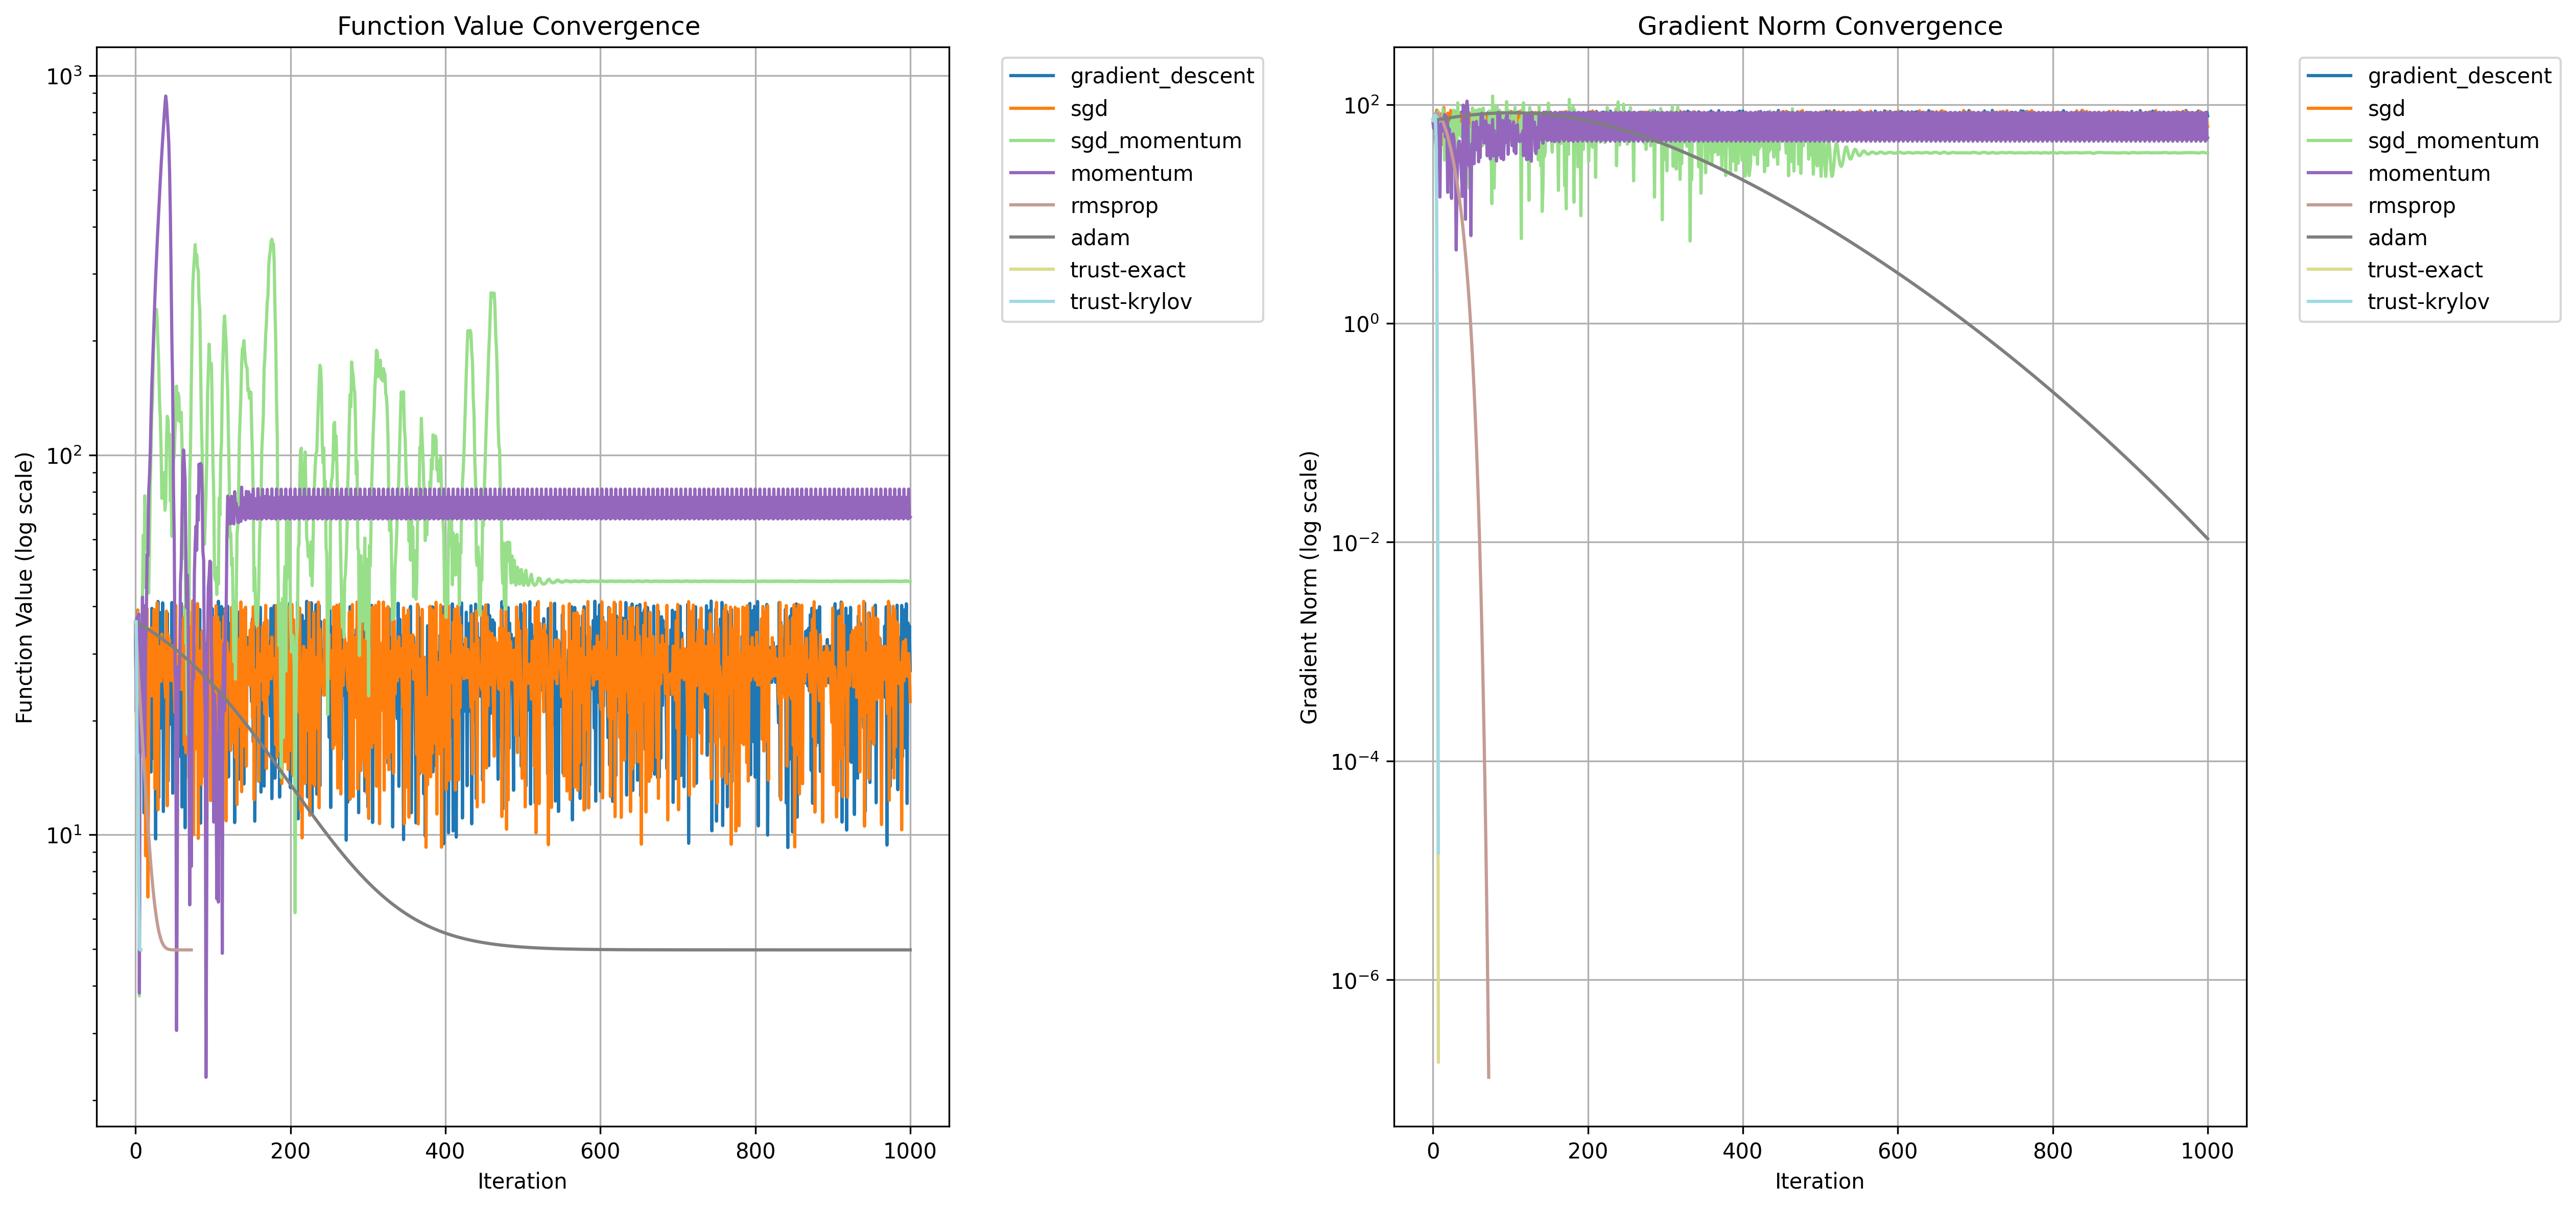 Function Value Convergence
Function Value (log scale)
10³
10²
10¹
0
200
400
600
800
1000
Iteration
gradient_descent
sgd
sgd_momentum
momentum
rmsprop
adam
trust-exact
trust-krylov
Gradient Norm Convergence
Gradient Norm (log scale)
10²
10⁰
10⁻²
10⁻⁴
10⁻⁶
0
200
400
600
800
1000
Iteration
gradient_descent
sgd
sgd_momentum
momentum
rmsprop
adam
trust-exact
trust-krylov